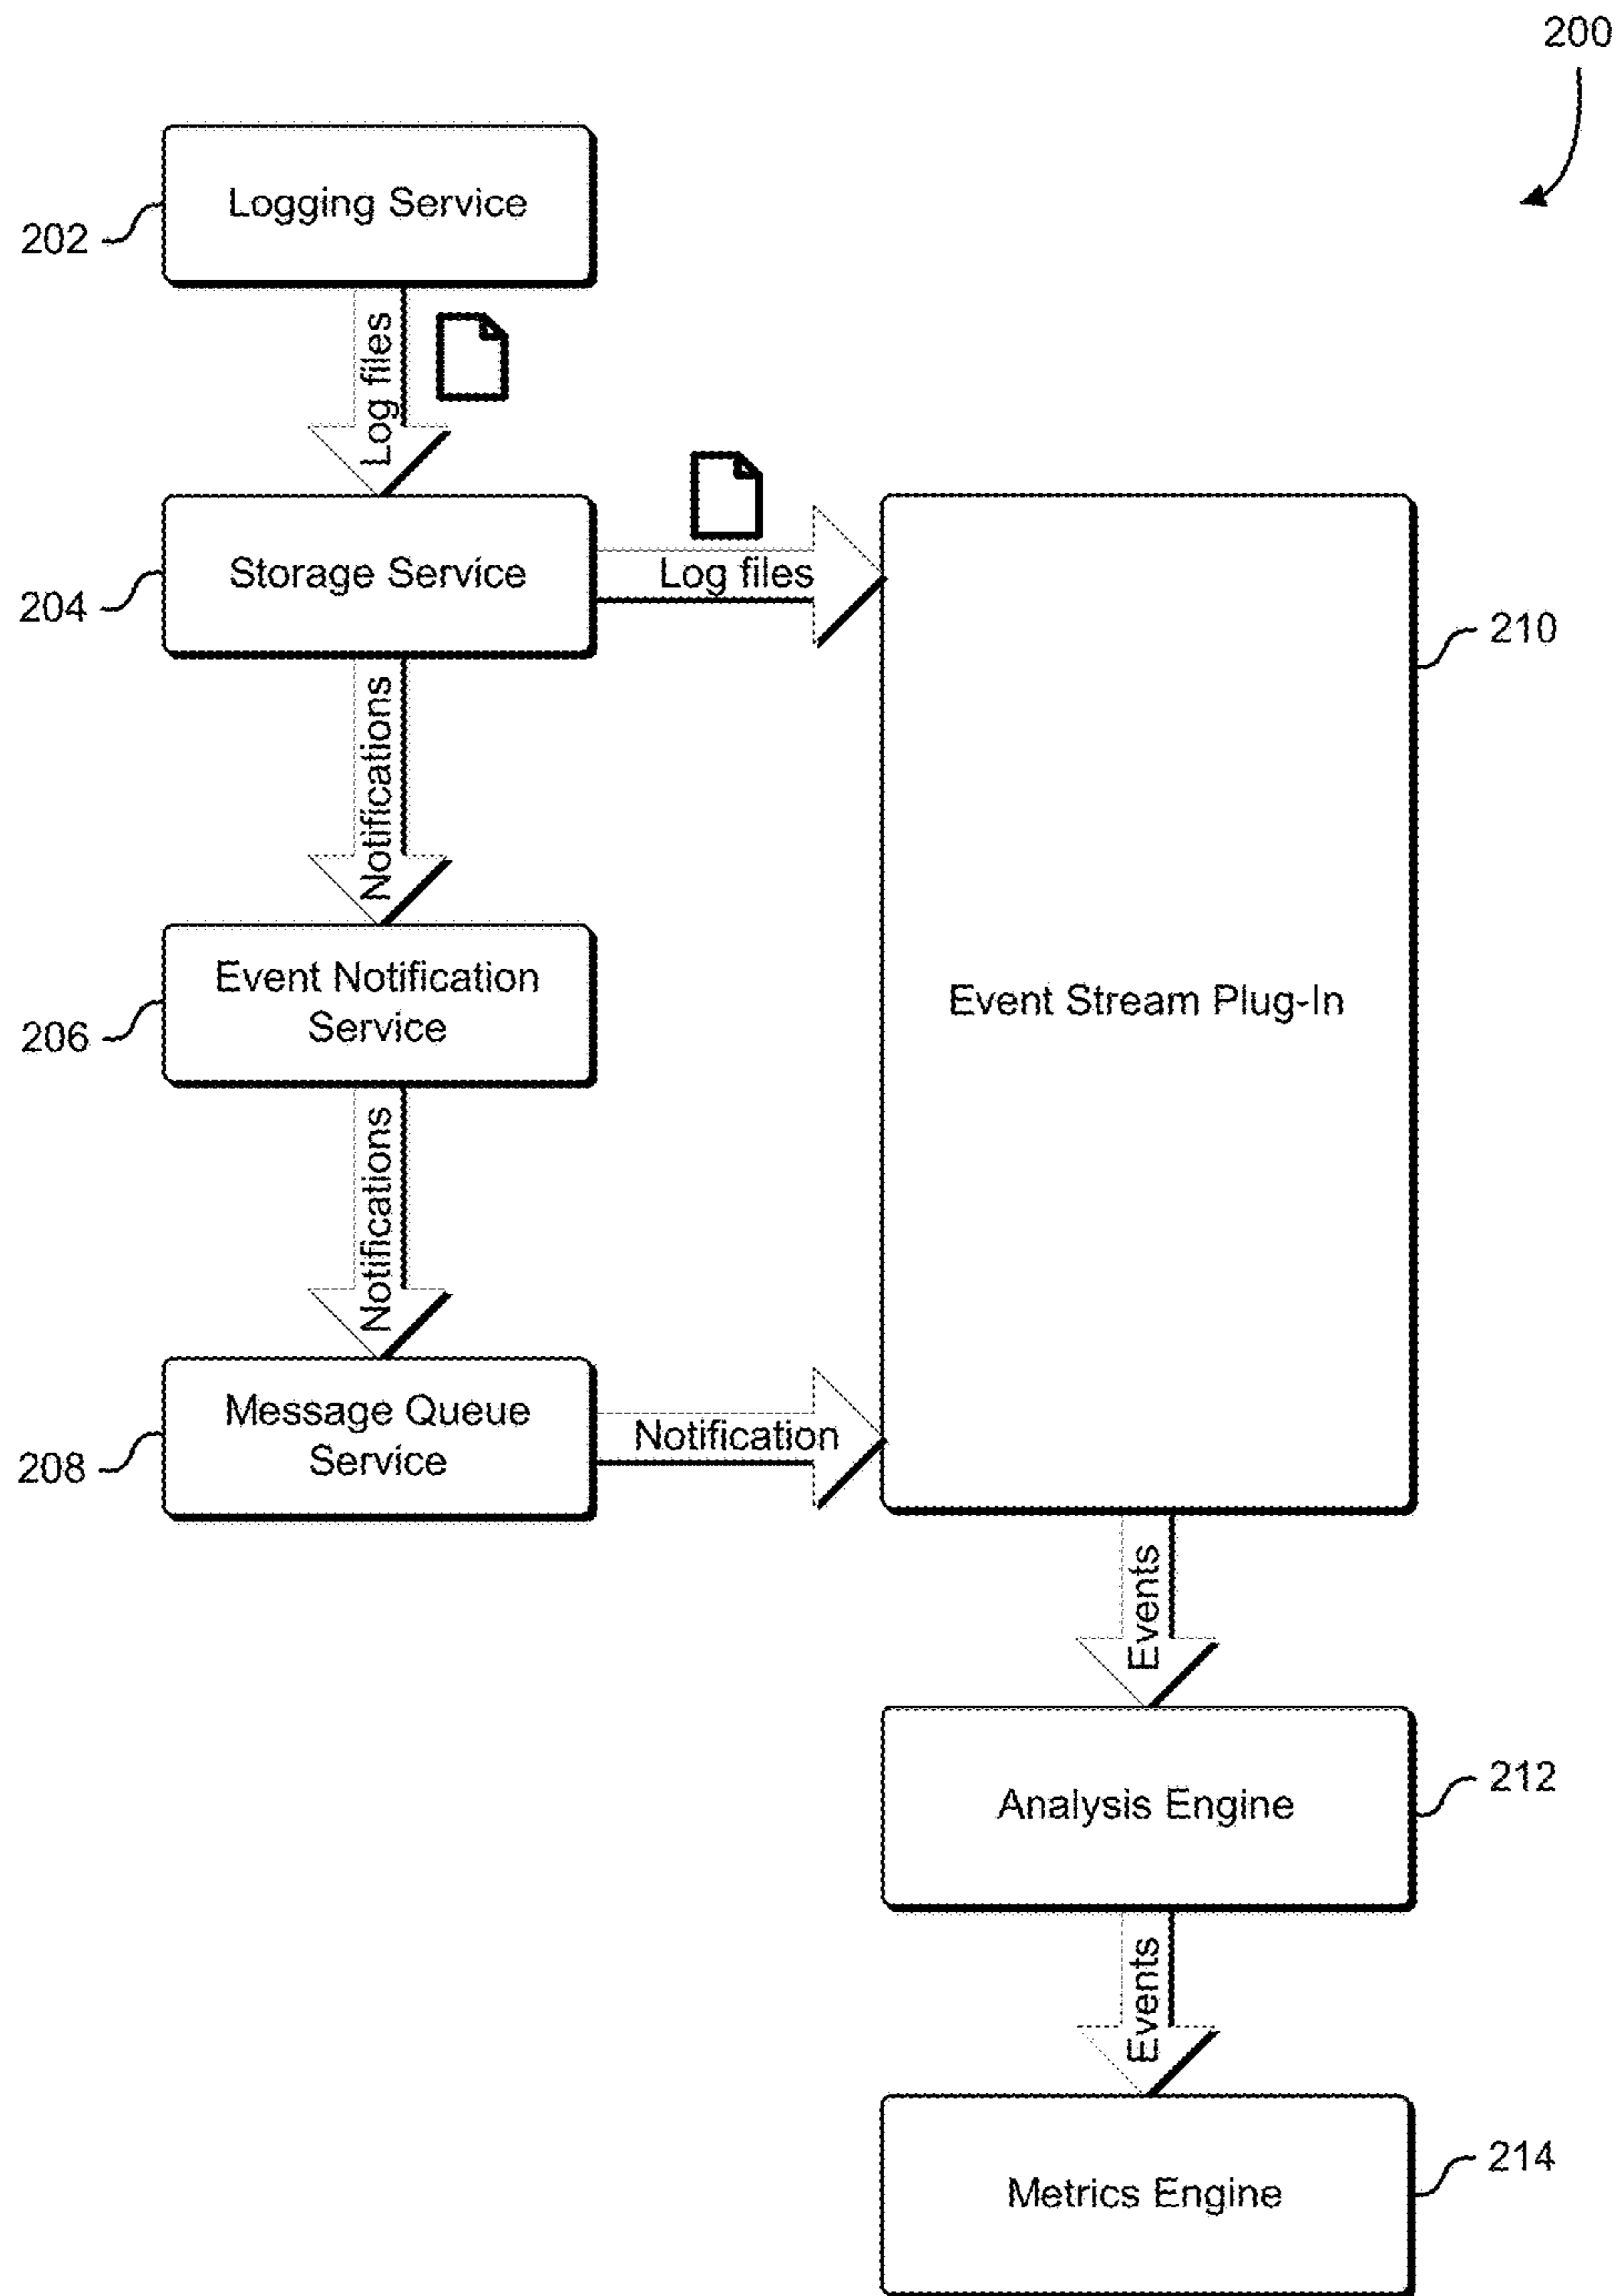 200
Logging Service
202
Log files
Storage Service
204
Log files
210
Notifications
Event Notification
Service
206
Event Stream Plug-In
Notifications
Message Queue
Service
208
Notification
Events
Analysis Engine
212
Events
Metrics Engine
214